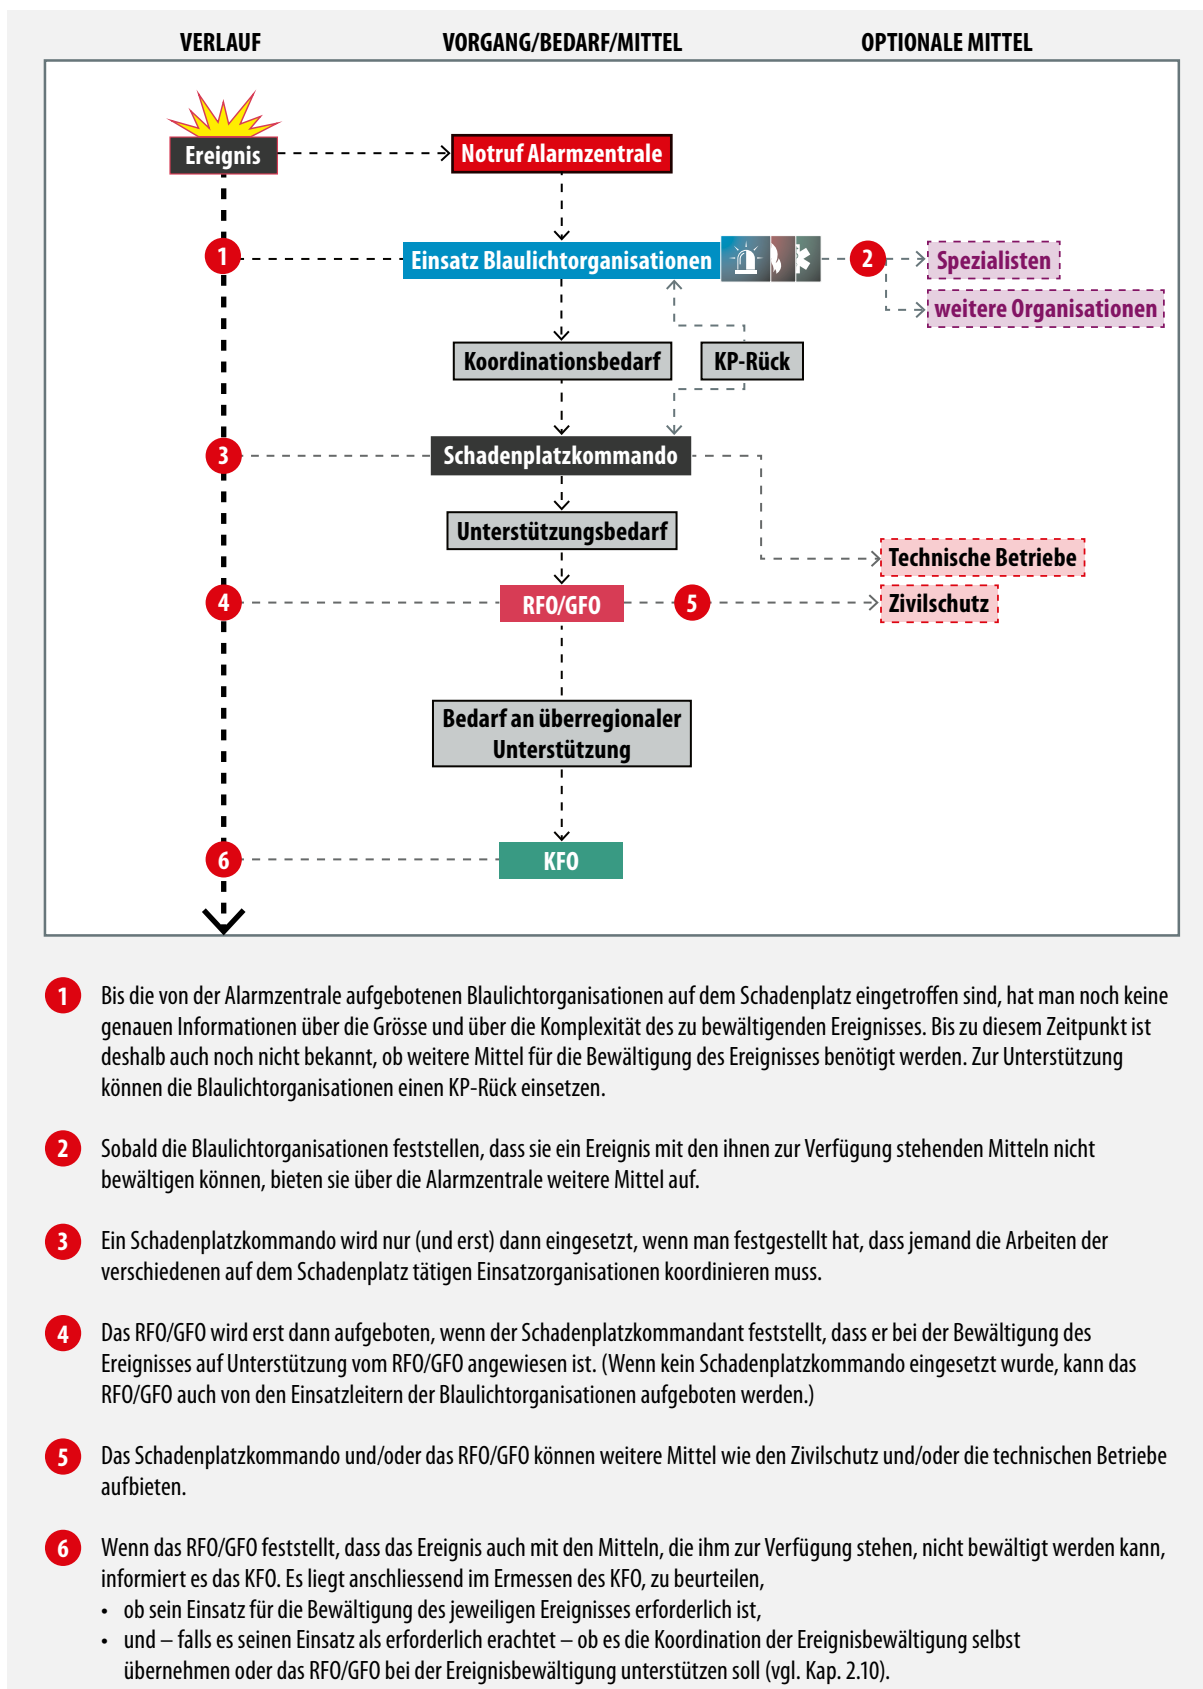 VERLAUF
VORGANG/BEDARF/MITTEL
OPTIONALE MITTEL
Ereignis
Notruf Alarmzentrale
1
Einsatz Blaulichtorganisationen
2
Spezialisten
weitere Organisationen
Koordinationsbedarf
KP-Rück
3
Schadenplatzkommando
Unterstützungsbedarf
Technische Betriebe
4
RFO/GFO
5
Zivilschutz
Bedarf an überregionaler
Unterstützung
6
KFO
1 Bis die von der Alarmzentrale aufgebotenen Blaulichtorganisationen auf dem Schadenplatz eingetroffen sind, hat man noch keine
genauen Informationen über die Grösse und über die Komplexität des zu bewältigenden Ereignisses. Bis zu diesem Zeitpunkt ist
deshalb auch noch nicht bekannt, ob weitere Mittel für die Bewältigung des Ereignisses benötigt werden. Zur Unterstützung
können die Blaulichtorganisationen einen KP-Rück einsetzen.
2 Sobald die Blaulichtorganisationen feststellen, dass sie ein Ereignis mit den ihnen zur Verfügung stehenden Mitteln nicht
bewältigen können, bieten sie über die Alarmzentrale weitere Mittel auf.
3 Ein Schadenplatzkommando wird nur (und erst) dann eingesetzt, wenn man festgestellt hat, dass jemand die Arbeiten der
verschiedenen auf dem Schadenplatz tätigen Einsatzorganisationen koordinieren muss.
4 Das RFO/GFO wird erst dann aufgeboten, wenn der Schadenplatzkommandant feststellt, dass er bei der Bewältigung des
Ereignisses auf Unterstützung vom RFO/GFO angewiesen ist. (Wenn kein Schadenplatzkommando eingesetzt wurde, kann das
RFO/GFO auch von den Einsatzleitern der Blaulichtorganisationen aufgeboten werden.)
5 Das Schadenplatzkommando und/oder das RFO/GFO können weitere Mittel wie den Zivilschutz und/oder die technischen Betriebe
aufbieten.
6 Wenn das RFO/GFO feststellt, dass das Ereignis auch mit den Mitteln, die ihm zur Verfügung stehen, nicht bewältigt werden kann,
informiert es das KFO. Es liegt anschliessend im Ermessen des KFO, zu beurteilen,
• ob sein Einsatz für die Bewältigung des jeweiligen Ereignisses erforderlich ist,
• und – falls es seinen Einsatz als erforderlich erachtet – ob es die Koordination der Ereignisbewältigung selbst
übernehmen oder das RFO/GFO bei der Ereignisbewältigung unterstützen soll (vgl. Kap. 2.10).